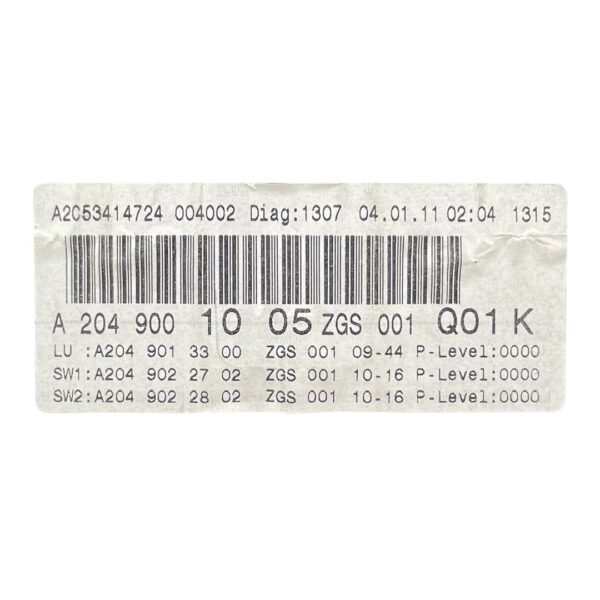 A2C53414724 004002 Diag:1307 04.01.11 02:04 1315
A 204 900 10 05 ZGS 001 Q01 K
LU :A204 901 33 00 ZGS 001 09-44 P-Level:0000
SW1:A204 902 27 02 ZGS 001 10-16 P-Level:0000
SW2:A204 902 28 02 ZGS 001 10-16 P-Level:0000